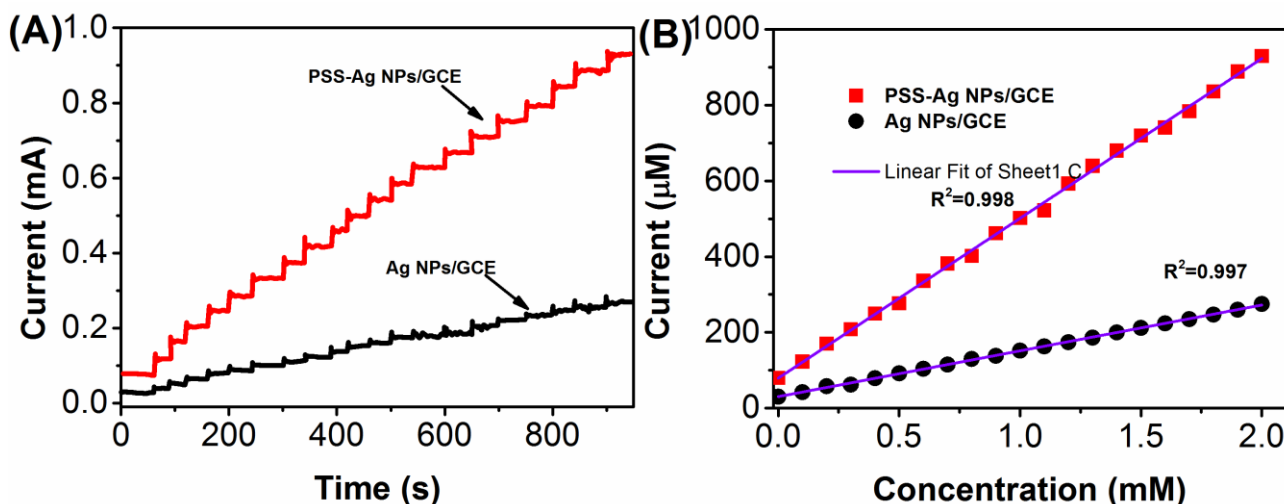 (A)
1.0
0.8
0.6
0.4
0.2
0.0
Current (mA)
PSS-Ag NPs/GCE
Ag NPs/GCE
0
200
400
600
800
Time (s)
(B)
1000
800
600
400
200
0
Current (μM)
PSS-Ag NPs/GCE
Ag NPs/GCE
Linear Fit of Sheet1 C
R²=0.998
R²=0.997
0.0
0.5
1.0
1.5
2.0
Concentration (mM)